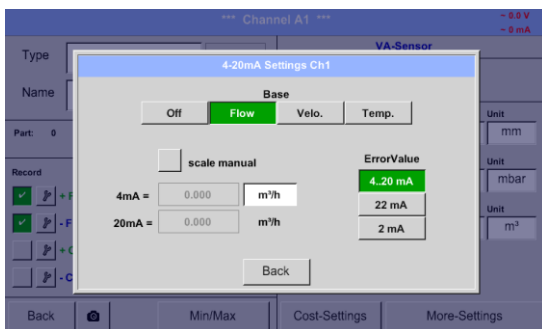 *** Channel A1 ***
~ 0.0 V
~ 0 mA
Type
VA-Sensor
4-20mA Settings Ch1
Name
Base
Off Flow Velo. Temp.
Unit
Part: 0
mm
scale manual
ErrorValue
Unit
Record
4..20 mA
mbar
4mA = 0.000 m³/h
22 mA
Unit
20mA = 0.000 m³/h
2 mA
m³
Back
Back Min/Max Cost-Settings More-Settings